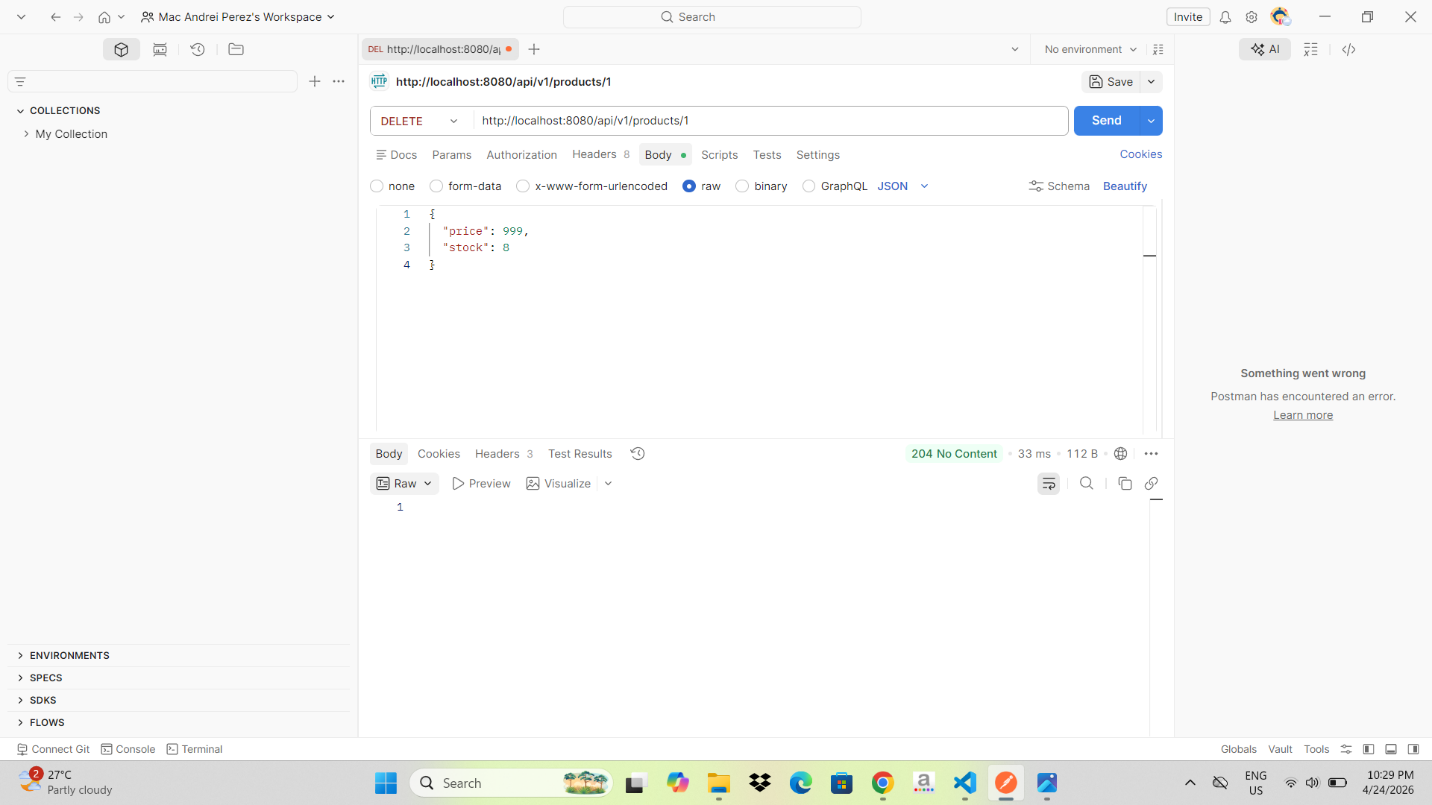 Mac Andrei Perez's Workspace
Search
Invite
DEL http://localhost:8080/a
No environment
AI
HTTP http://localhost:8080/api/v1/products/1
Save
COLLECTIONS
My Collection
DELETE http://localhost:8080/api/v1/products/1
Send
Docs Params Authorization Headers 8 Body Scripts Tests Settings Cookies
none form-data x-www-form-urlencoded raw binary GraphQL JSON Schema Beautify
1 {
2 "price": 999,
3 "stock": 8
4 }
Something went wrong
Postman has encountered an error.
Learn more
Body Cookies Headers 3 Test Results 204 No Content • 33 ms • 112 B
Raw Preview Visualize
1
ENVIRONMENTS
SPECS
SDKS
FLOWS
Connect Git Console Terminal Globals Vault Tools
2 27°C
Partly cloudy
Search
a
ENG
US
10:29 PM
4/24/2026